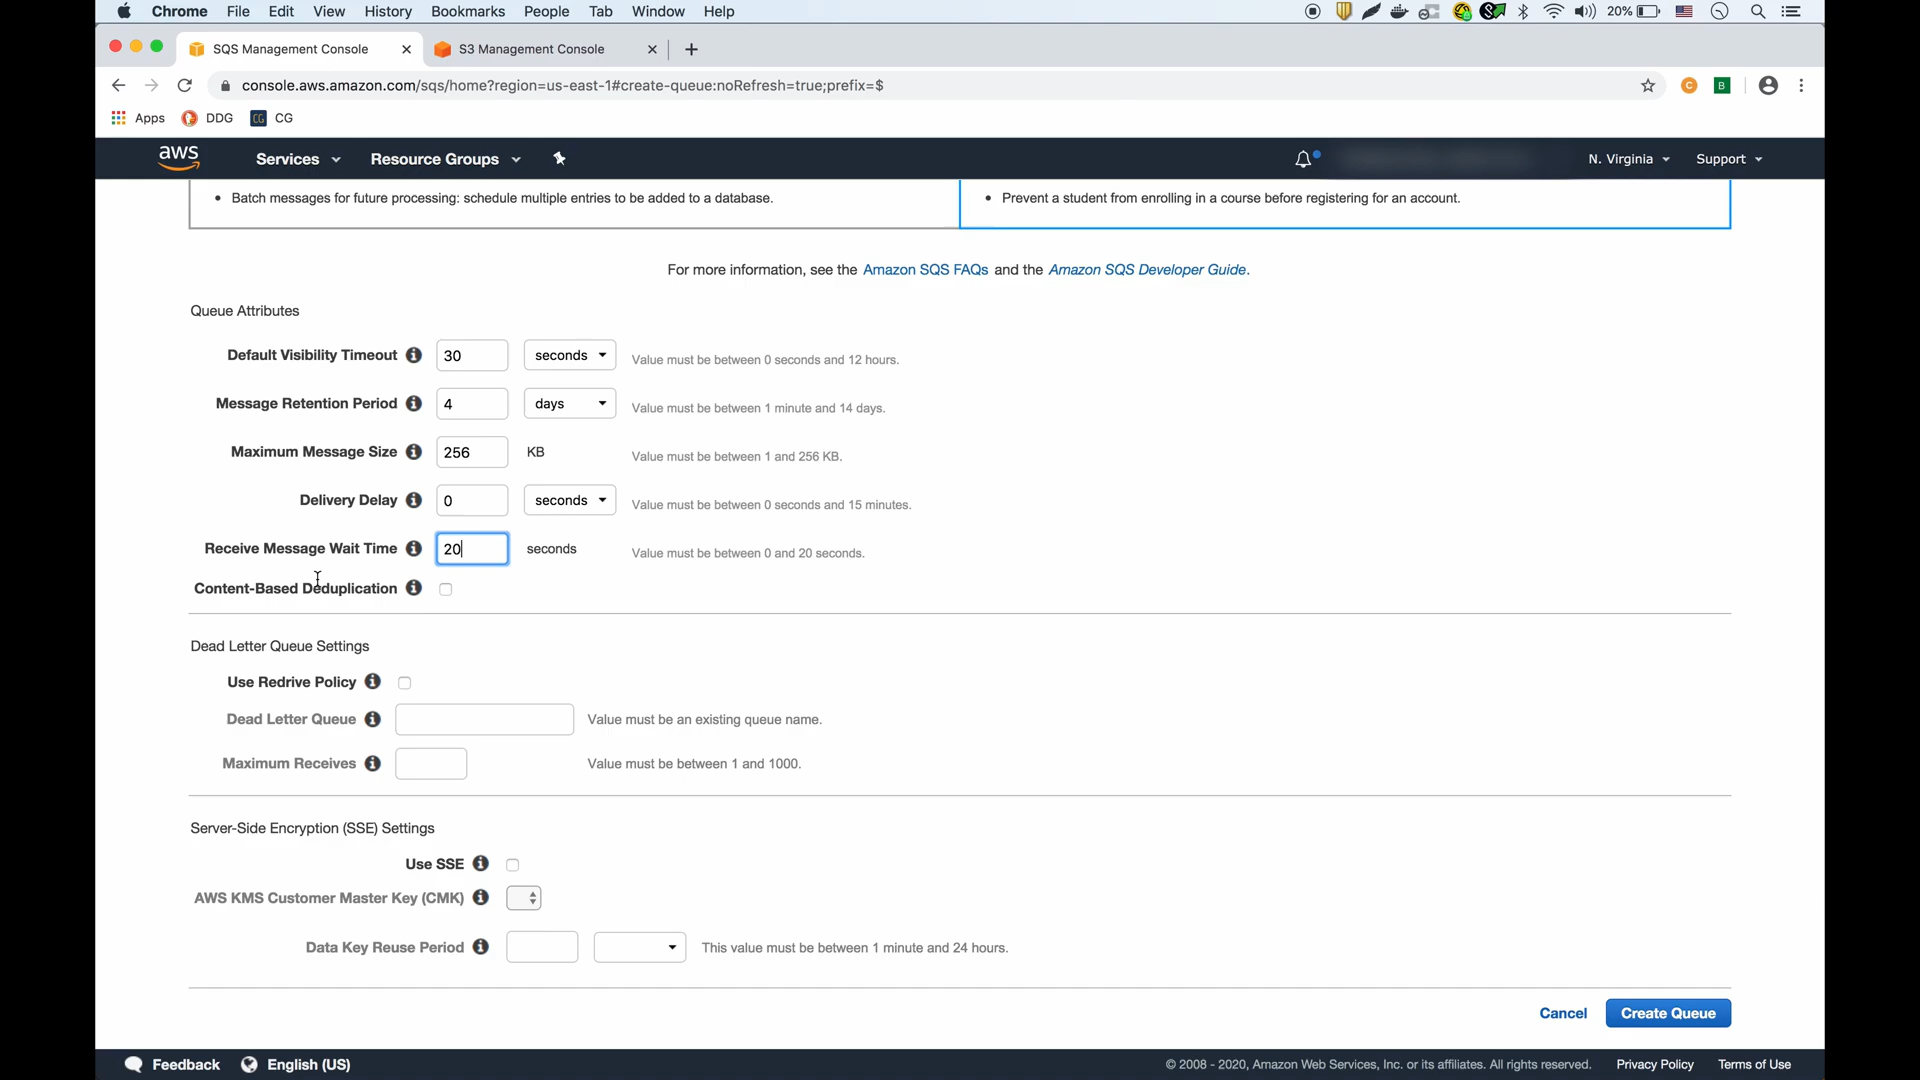 Chrome File Edit View History Bookmarks People Tab Window Help 20%
SQS Management Console S3 Management Console
console.aws.amazon.com/sqs/home?region=us-east-1#create-queue:noRefresh=true;prefix=$
Apps DDG CG CG
aws Services Resource Groups N. Virginia Support
• Batch messages for future processing: schedule multiple entries to be added to a database.
• Prevent a student from enrolling in a course before registering for an account.
For more information, see the Amazon SQS FAQs and the Amazon SQS Developer Guide.
Queue Attributes
Default Visibility Timeout 30 seconds Value must be between 0 seconds and 12 hours.
Message Retention Period 4 days Value must be between 1 minute and 14 days.
Maximum Message Size 256 KB Value must be between 1 and 256 KB.
Delivery Delay 0 seconds Value must be between 0 seconds and 15 minutes.
Receive Message Wait Time 20 seconds Value must be between 0 and 20 seconds.
Content-Based Deduplication
Dead Letter Queue Settings
Use Redrive Policy
Dead Letter Queue Value must be an existing queue name.
Maximum Receives Value must be between 1 and 1000.
Server-Side Encryption (SSE) Settings
Use SSE
AWS KMS Customer Master Key (CMK)
Data Key Reuse Period This value must be between 1 minute and 24 hours.
Cancel Create Queue
Feedback English (US) © 2008 - 2020, Amazon Web Services, Inc. or its affiliates. All rights reserved. Privacy Policy Terms of Use